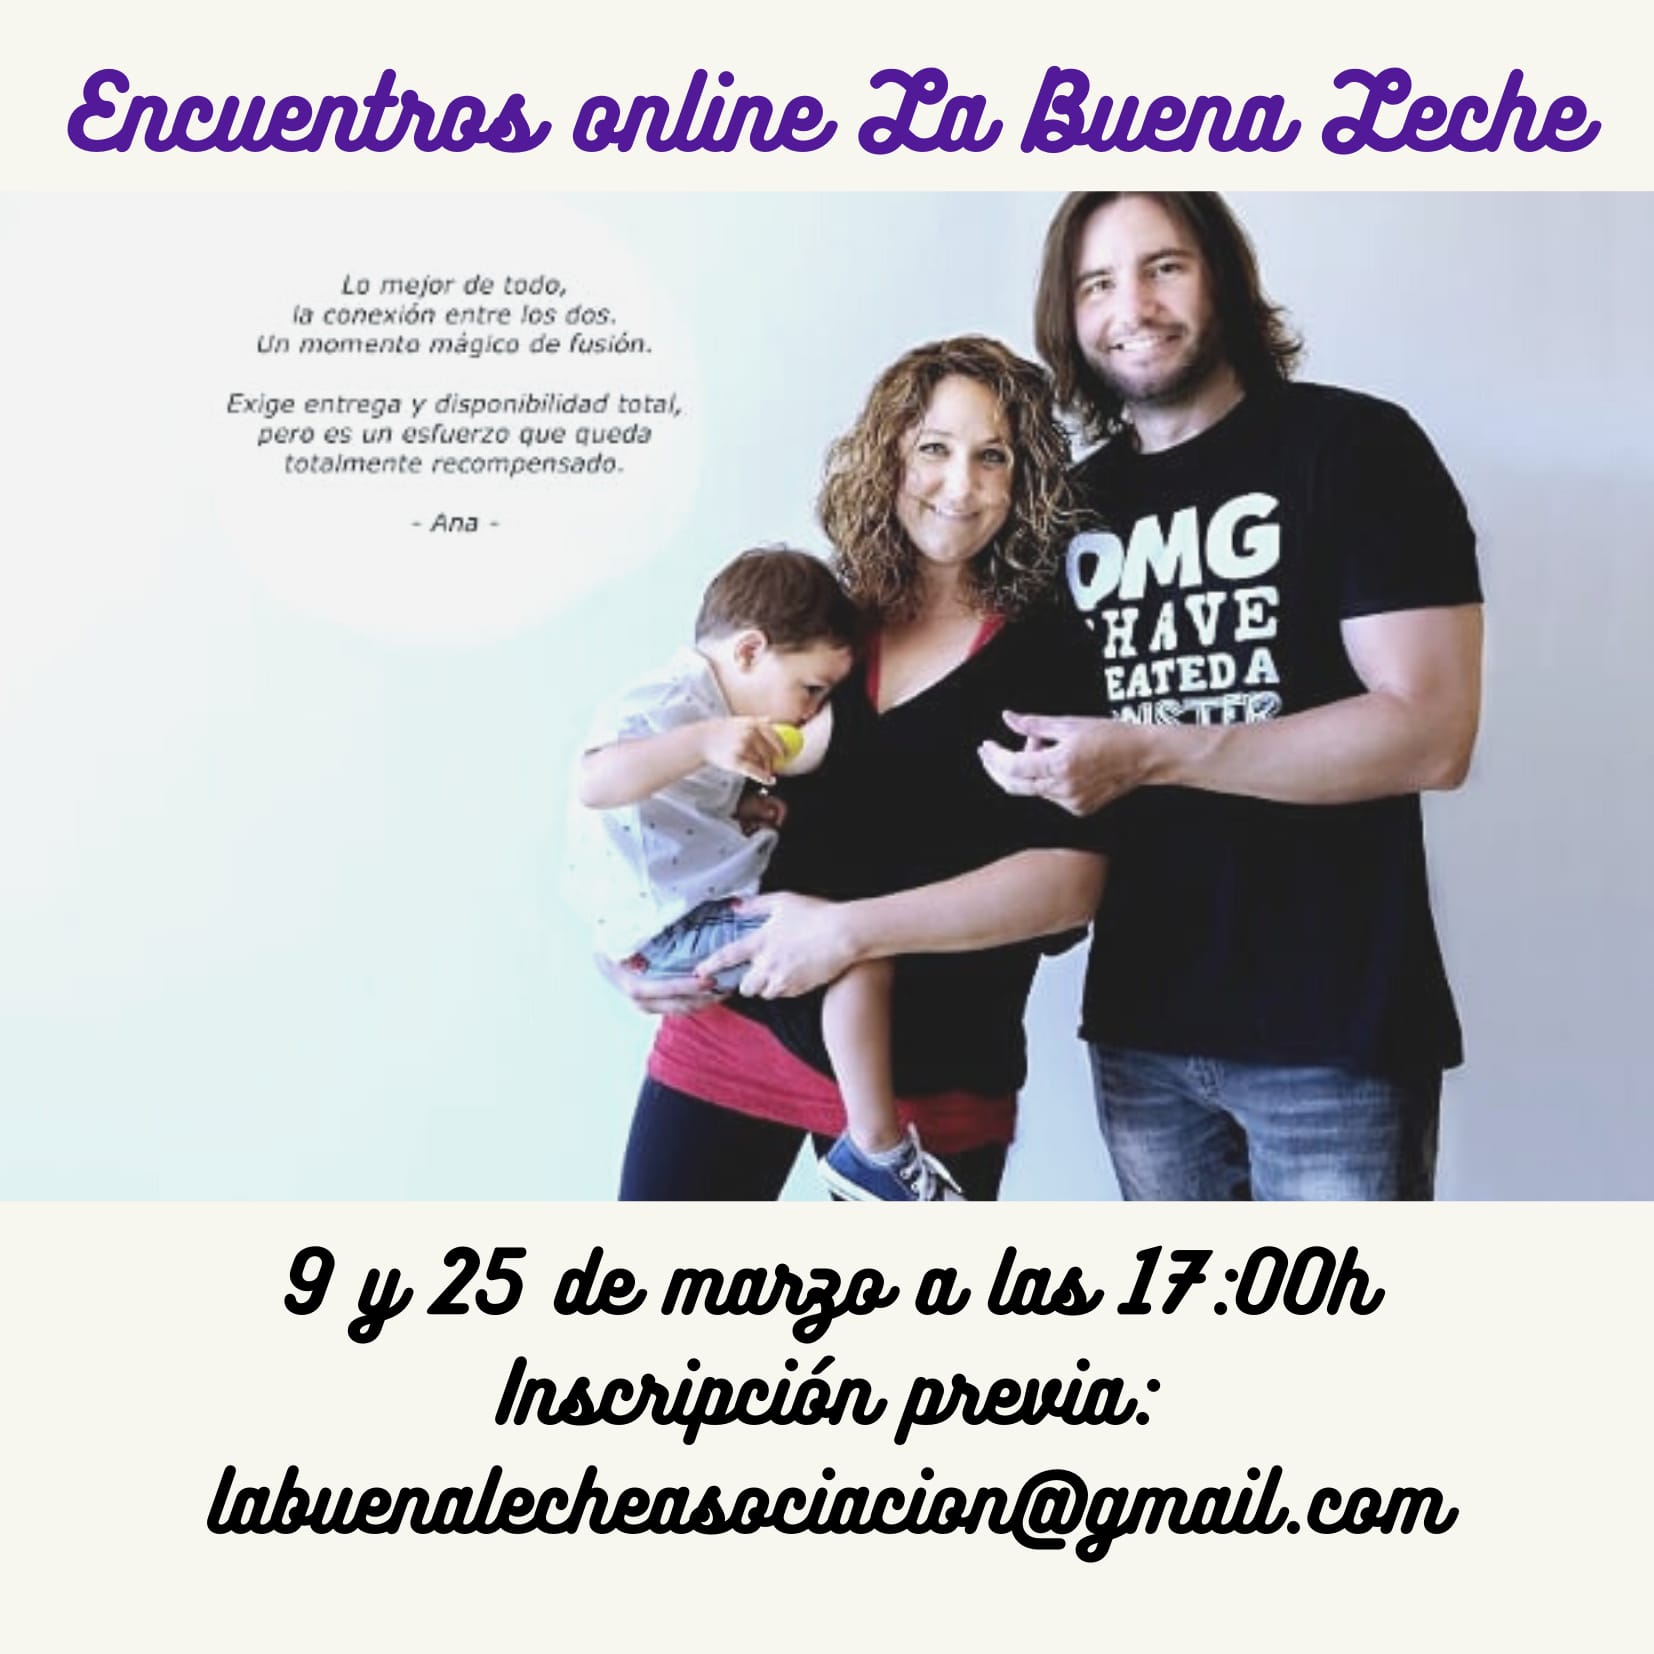 Encuentros online La Buena Leche
Lo mejor de todo,
la conexión entre los dos.
Un momento mágico de fusión.
Exige entrega y disponibilidad total,
pero es un esfuerzo que queda
totalmente recompensado.
- Ana -
OMG
HAVE
EATED A
NSTER
9 y 25 de marzo a las 17:00h
Inscripción previa:
labuenalecheasociacion@gmail.com